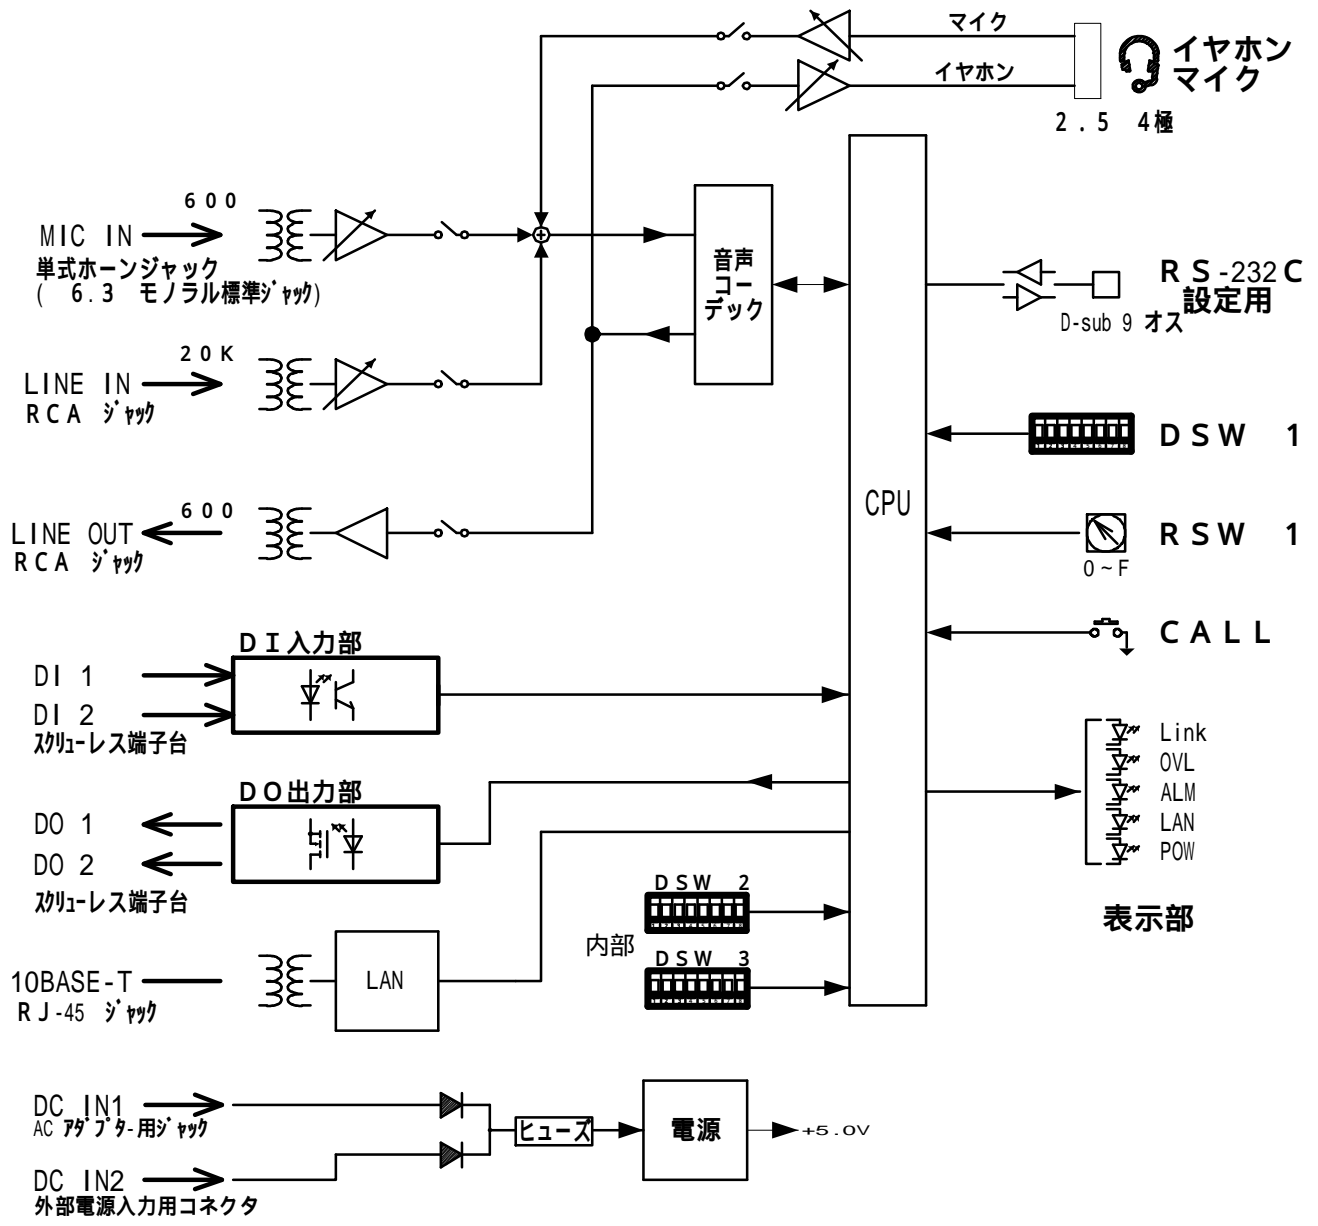 マイク
イヤホン
イヤホン
マイク
2.5 4極
600
MIC IN
単式ホーンジャック
( 6.3 モノラル標準ジャック)
20K
LINE IN
RCA ジャック
600
LINE OUT
RCA ジャック
音声
コー
デック
CPU
RS-232C
設定用
D-sub 9 オス
DSW 1
RSW 1
0~F
CALL
DI入力部
DI 1
DI 2
スクリューレス端子台
DO出力部
DO 1
DO 2
スクリューレス端子台
Link
OVL
ALM
LAN
POW
表示部
DSW 2
内部
DSW 3
10BASE-T
RJ-45 ジャック
LAN
DC IN1
AC アダプタ-用ジャック
DC IN2
外部電源入力用コネクタ
ヒューズ
電源
+5.0V